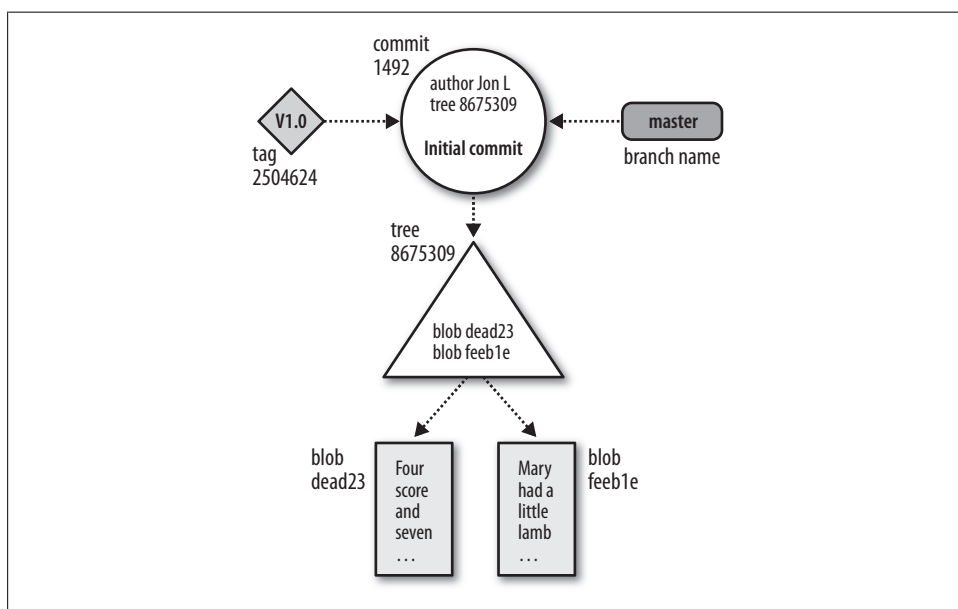 commit
1492
author Jon L
tree 8675309
Initial commit
V1.0
tag
2504624
master
branch name
tree
8675309
blob dead23
blob feeb1e
blob
dead23
Four
score
and
seven
...
Mary
had a
little
lamb
...
blob
feeb1e